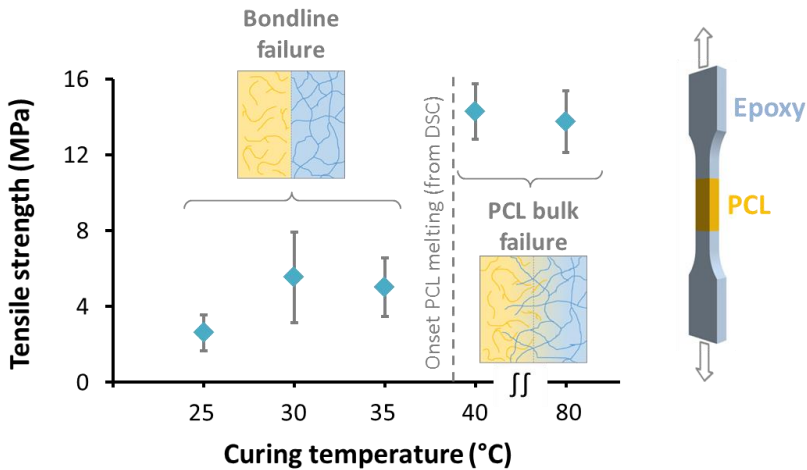 Bondline
failure
Tensile strength (MPa)
16
12
8
4
0
Onset PCL melting (from DSC)
PCL bulk
failure
Epoxy
PCL
25
30
35
40
∫∫
80
Curing temperature (°C)